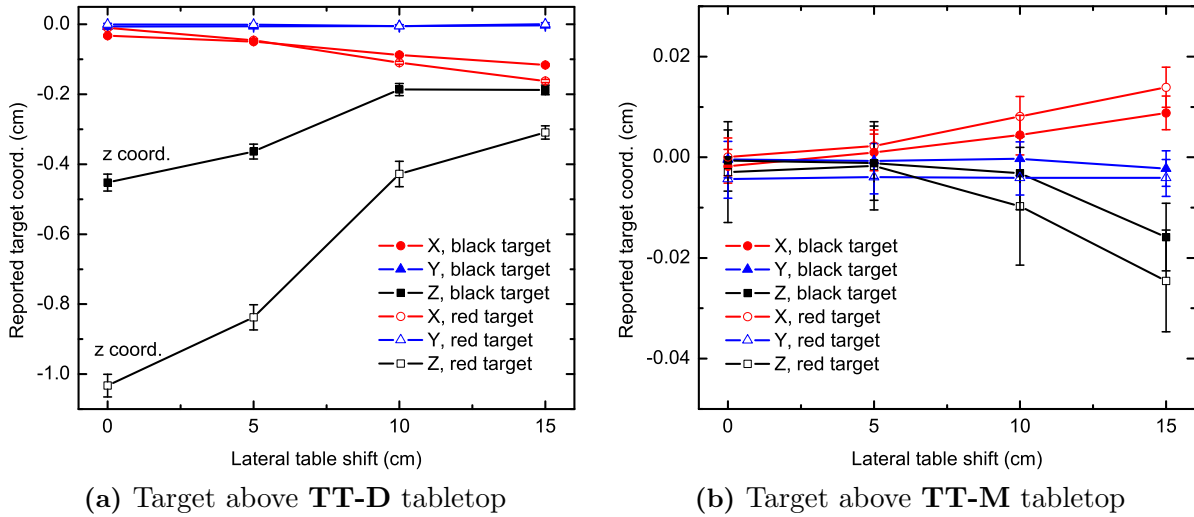 0.0
-0.2
-0.4
-0.6
-0.8
-1.0
Reported target coord. (cm)
z coord.
z coord.
X, black target
Y, black target
Z, black target
X, red target
Y, red target
Z, red target
0
5
10
15
Lateral table shift (cm)
(a) Target above TT-D tabletop
0.02
0.00
-0.02
-0.04
Reported target coord. (cm)
X, black target
Y, black target
Z, black target
X, red target
Y, red target
Z, red target
0
5
10
15
Lateral table shift (cm)
(b) Target above TT-M tabletop